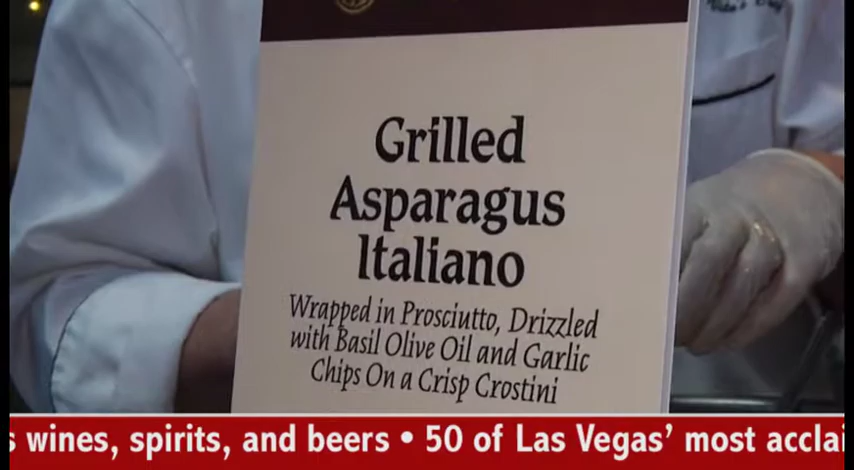 Grilled
Asparagus
Italiano
Wrapped in Prosciutto, Drizzled
with Basil Olive Oil and Garlic
Chips On a Crisp Crostini
wines, spirits, and beers • 50 of Las Vegas' most